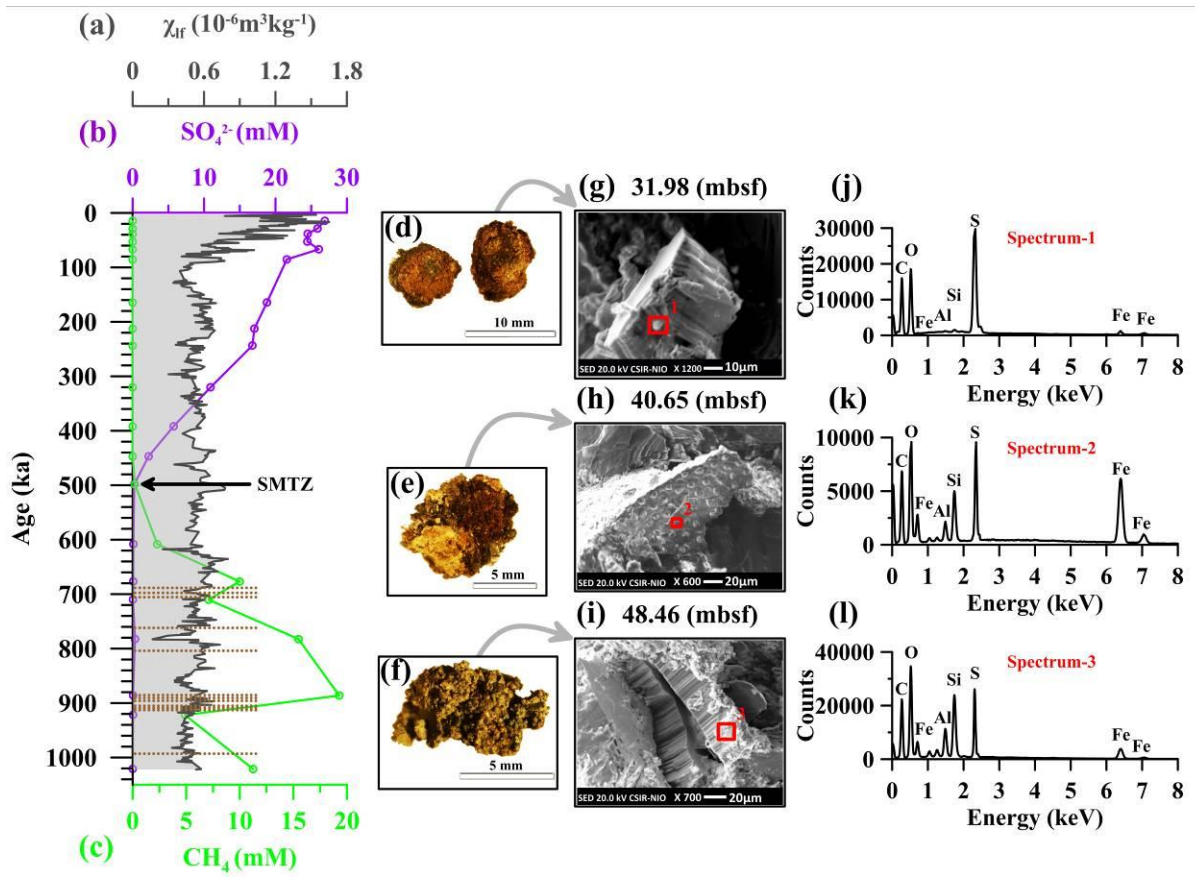 (a) χlf (10-6m3kg-1)
0 0.6 1.2 1.8
(b) SO42- (mM)
0 10 20 30
Age (ka)
0
100
200
300
400
500
600
700
800
900
1000
SMTZ
0 5 10 15 20
(c) CH4 (mM)
(d)
10 mm
(e)
5 mm
(f)
5 mm
(g) 31.98 (mbsf)
1
SED 20.0 kV CSIR-NIO X 1200 10μm
(h) 40.65 (mbsf)
2
SED 20.0 kV CSIR-NIO X 600 20μm
(i) 48.46 (mbsf)
3
SED 20.0 kV CSIR-NIO X 700 20μm
(j)
Spectrum-1
Counts
30000
20000
10000
0
C O Fe Al Si S Fe Fe
0 1 2 3 4 5 6 7 8
Energy (keV)
(k)
Spectrum-2
Counts
10000
5000
0
C O Fe Al Si S Fe Fe
0 1 2 3 4 5 6 7 8
Energy (keV)
(l)
Spectrum-3
Counts
40000
20000
0
C O Fe Al Si S Fe Fe
0 1 2 3 4 5 6 7 8
Energy (keV)